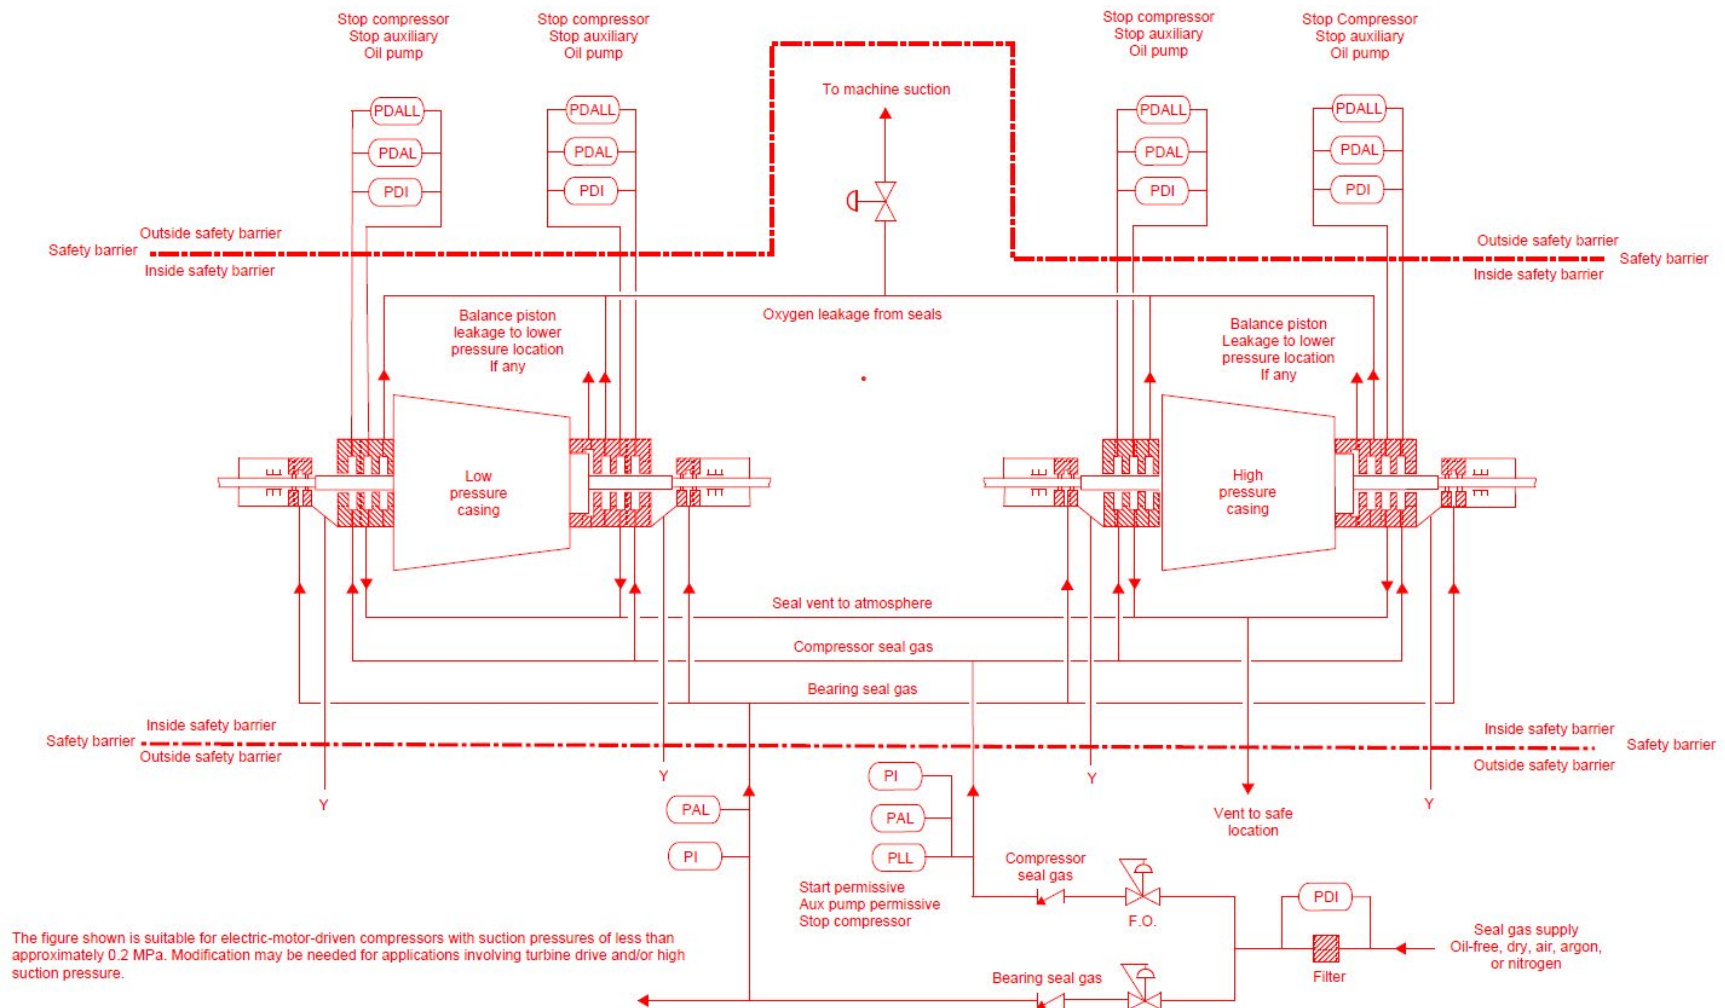 Stop compressor
Stop auxiliary
Oil pump
Stop compressor
Stop auxiliary
Oil pump
Stop compressor
Stop auxiliary
Oil pump
Stop Compressor
Stop auxiliary
Oil pump
To machine suction
PDALL
PDALL
PDALL
PDALL
PDAL
PDAL
PDAL
PDAL
PDI
PDI
PDI
PDI
Safety barrier
Outside safety barrier
Inside safety barrier
Outside safety barrier
Inside safety barrier
Safety barrier
Balance piston
leakage to lower
pressure location
If any
Oxygen leakage from seals
Balance piston
Leakage to lower
pressure location
If any
Low
pressure
casing
High
pressure
casing
Seal vent to atmosphere
Compressor seal gas
Bearing seal gas
Safety barrier
Inside safety barrier
Outside safety barrier
Inside safety barrier
Outside safety barrier
Safety barrier
Y
Y
Y
Y
PAL
PI
PI
PAL
PLL
Start permissive
Aux pump permissive
Stop compressor
Vent to safe
location
Compressor
seal gas
F.O.
PDI
Filter
Seal gas supply
Oil-free, dry, air, argon,
or nitrogen
Bearing seal gas
The figure shown is suitable for electric-motor-driven compressors with suction pressures of less than
approximately 0.2 MPa. Modification may be needed for applications involving turbine drive and/or high
suction pressure.